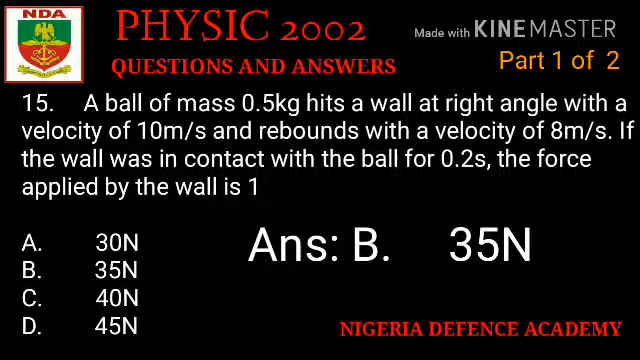 NDA
PHYSIC 2002
Made with KINEMASTER
QUESTIONS AND ANSWERS
Part 1 of 2
15. A ball of mass 0.5kg hits a wall at right angle with a
velocity of 10m/s and rebounds with a velocity of 8m/s. If
the wall was in contact with the ball for 0.2s, the force
applied by the wall is 1
A. 30N
B. 35N
C. 40N
D. 45N
Ans: B. 35N
NIGERIA DEFENCE ACADEMY